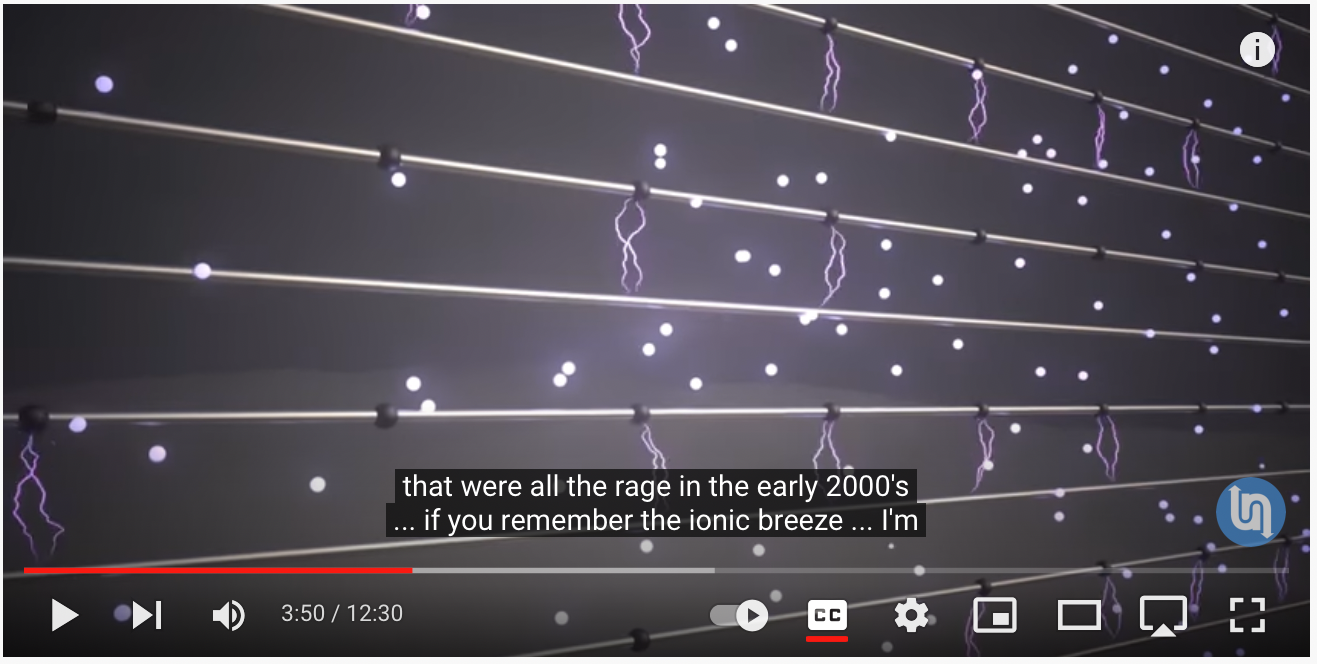 that were all the rage in the early 2000's
... if you remember the ionic breeze ... I'm
3:50 / 12:30
CC